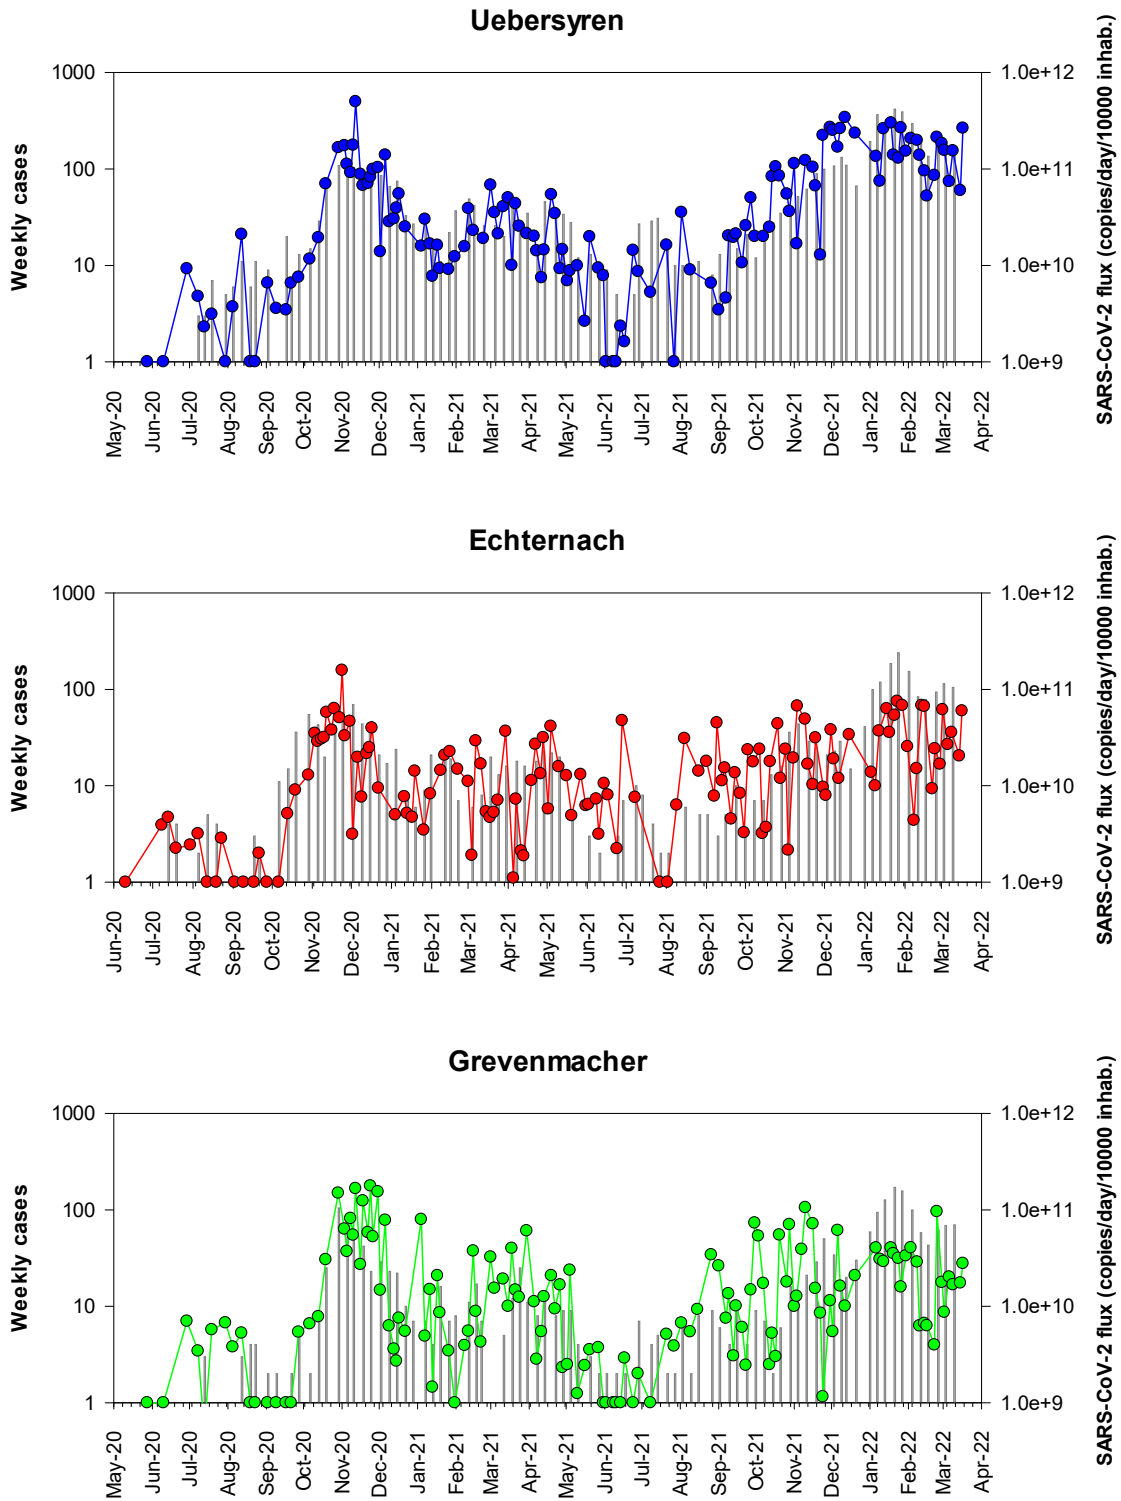 Uebersyren
Weekly cases
SARS-CoV-2 flux (copies/day/10000 inhab.)
1000
100
10
1
1.0e+12
1.0e+11
1.0e+10
1.0e+9
May-20
Jun-20
Jul-20
Aug-20
Sep-20
Oct-20
Nov-20
Dec-20
Jan-21
Feb-21
Mar-21
Apr-21
May-21
Jun-21
Jul-21
Aug-21
Sep-21
Oct-21
Nov-21
Dec-21
Jan-22
Feb-22
Mar-22
Apr-22
Echternach
Weekly cases
SARS-CoV-2 flux (copies/day/10000 inhab.)
1000
100
10
1
1.0e+12
1.0e+11
1.0e+10
1.0e+9
Jun-20
Jul-20
Aug-20
Sep-20
Oct-20
Nov-20
Dec-20
Jan-21
Feb-21
Mar-21
Apr-21
May-21
Jun-21
Jul-21
Aug-21
Sep-21
Oct-21
Nov-21
Dec-21
Jan-22
Feb-22
Mar-22
Apr-22
Grevenmacher
Weekly cases
SARS-CoV-2 flux (copies/day/10000 inhab.)
1000
100
10
1
1.0e+12
1.0e+11
1.0e+10
1.0e+9
May-20
Jun-20
Jul-20
Aug-20
Sep-20
Oct-20
Nov-20
Dec-20
Jan-21
Feb-21
Mar-21
Apr-21
May-21
Jun-21
Jul-21
Aug-21
Sep-21
Oct-21
Nov-21
Dec-21
Jan-22
Feb-22
Mar-22
Apr-22